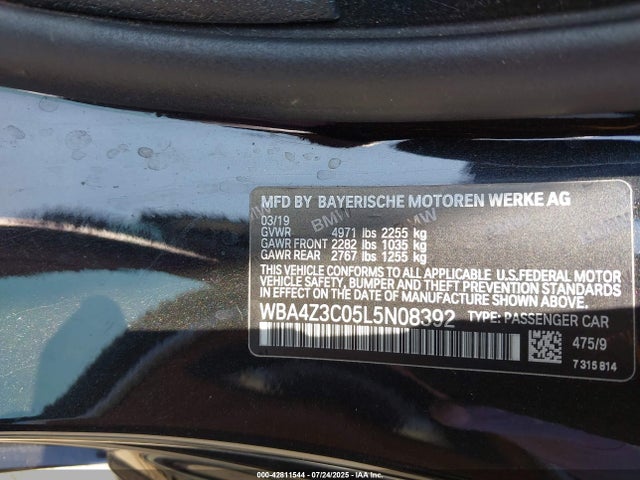 MFD BY BAYERISCHE MOTOREN WERKE AG
03/19
GVWR 4971 lbs 2255 kg
GAWR FRONT 2282 lbs 1035 kg
GAWR REAR 2767 lbs 1255 kg
THIS VEHICLE CONFORMS TO ALL APPLICABLE U.S.FEDERAL MOTOR
VEHICLE SAFETY, BUMPER AND THEFT PREVENTION STANDARDS
IN EFFECT ON THE DATE OF MANUFACTURE SHOWN ABOVE.
WBA4Z3C05L5N08392 TYPE: PASSENGER CAR
475/9
7 315 814
000-42811544 - 07/24/2025 - IAAI.COM